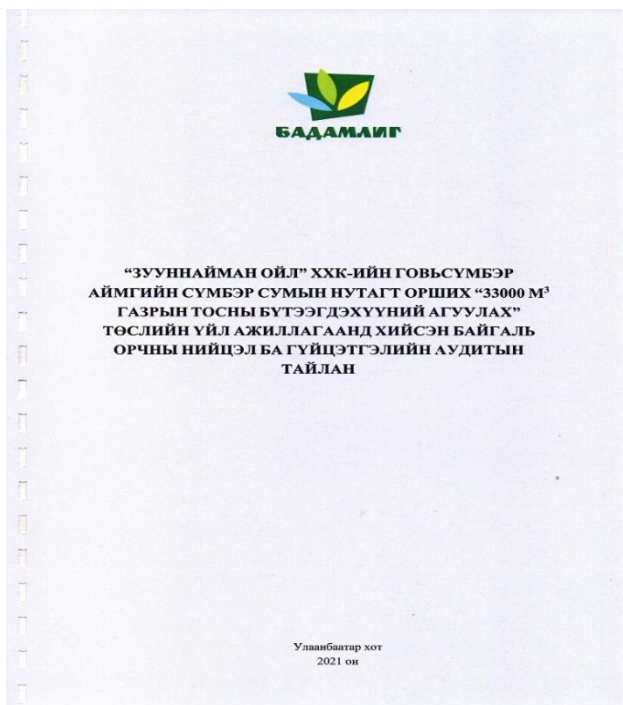 БАДАМЛИГ
“ЗУУННАЙМАН ОЙЛ” ХХК-ИЙН ГОВЬСҮМБЭР
АЙМГИЙН СҮМБЭР СУМЫН НУТАГТ ОРШИХ “33000 М³
ГАЗРЫН ТОСНЫ БҮТЭЭГДЭХҮҮНИЙ АГУУЛАХ”
ТӨСЛИЙН ҮЙЛ АЖИЛЛАГААНД ХИЙСЭН БАЙГАЛЬ
ОРЧНЫ НИЙЦЭЛ БА ГҮЙЦЭТГЭЛИЙН АУДИТЫН
ТАЙЛАН
Улаанбаатар хот
2021 он